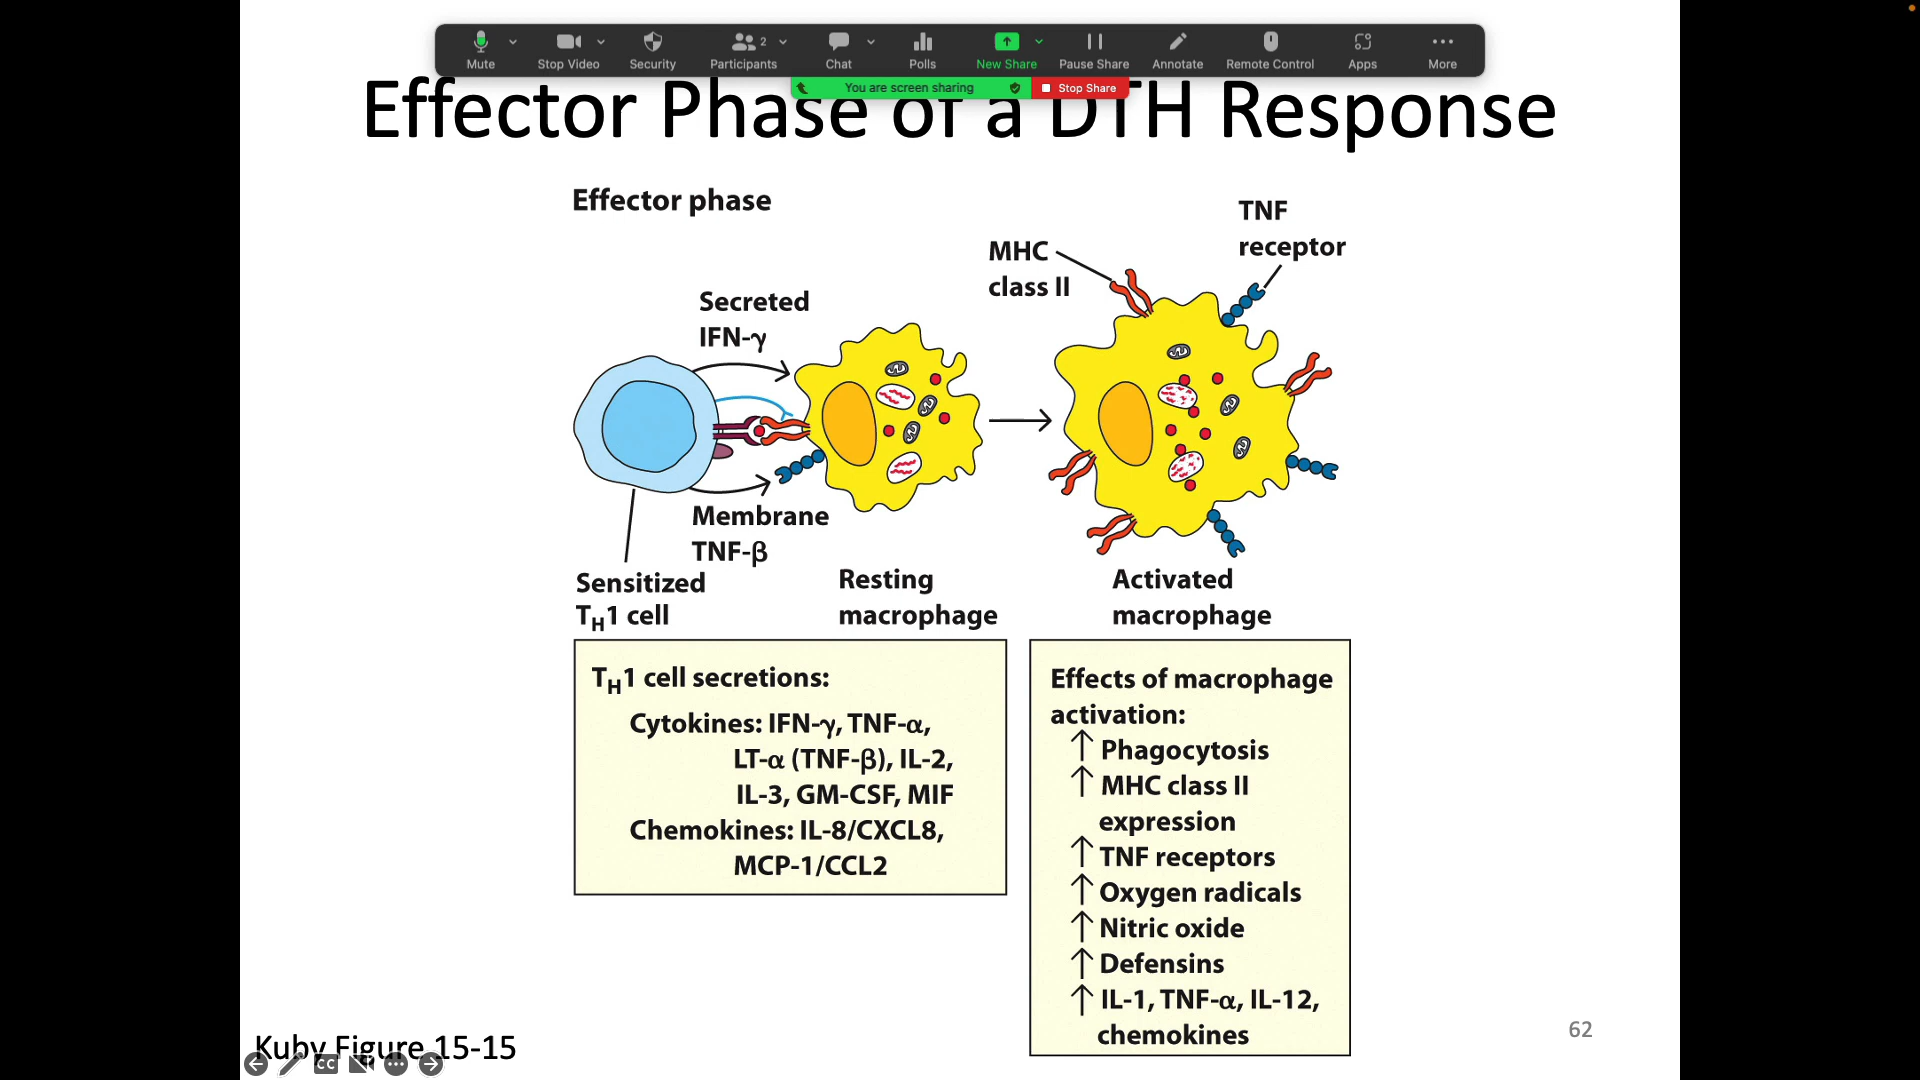 Mute
Stop Video
Security
Participants
2
Chat
Polls
New Share
Pause Share
Annotate
Remote Control
Apps
More
You are screen sharing
Stop Share
Effector Phase of a DTH Response
Effector phase
TNF
receptor
MHC
class II
Secreted
IFN-γ
Membrane
TNF-β
Sensitized
TH1 cell
Resting
macrophage
Activated
macrophage
TH1 cell secretions:
Cytokines: IFN-γ, TNF-α,
LT-α (TNF-β), IL-2,
IL-3, GM-CSF, MIF
Chemokines: IL-8/CXCL8,
MCP-1/CCL2
Effects of macrophage
activation:
↑ Phagocytosis
↑ MHC class II
expression
↑ TNF receptors
↑ Oxygen radicals
↑ Nitric oxide
↑ Defensins
↑ IL-1, TNF-α, IL-12,
chemokines
62
Kuby Figure 15-15
CC